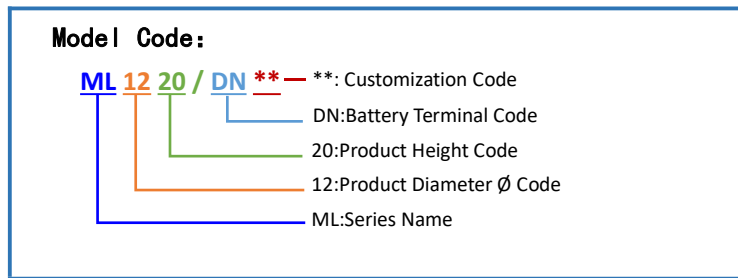 Model Code:
ML 12 20 / DN ** **: Customization Code
DN:Battery Terminal Code
20:Product Height Code
12:Product Diameter Ø Code
ML:Series Name